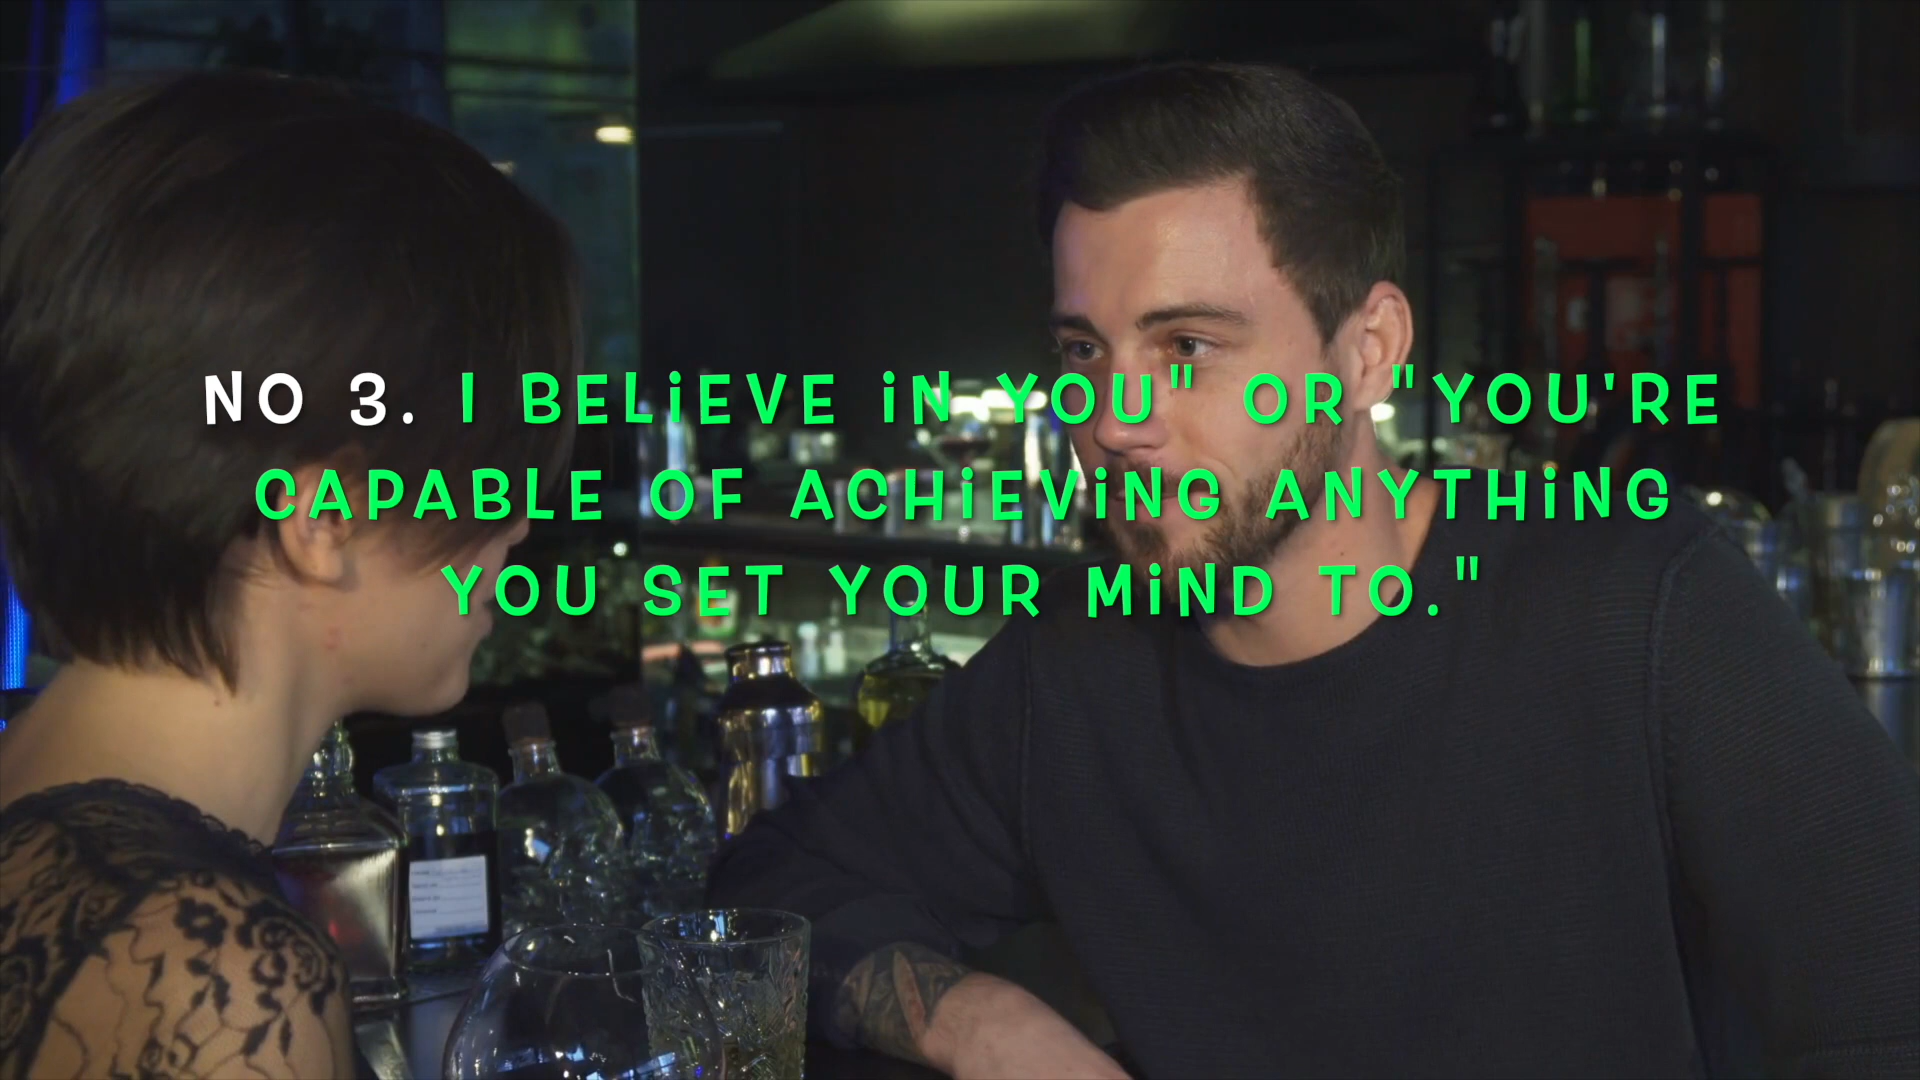 NO 3. I BELiEVE iN YOU" OR "YOU'RE
CAPABLE OF ACHiEViNG ANYTHiNG
YOU SET YOUR MiND TO."